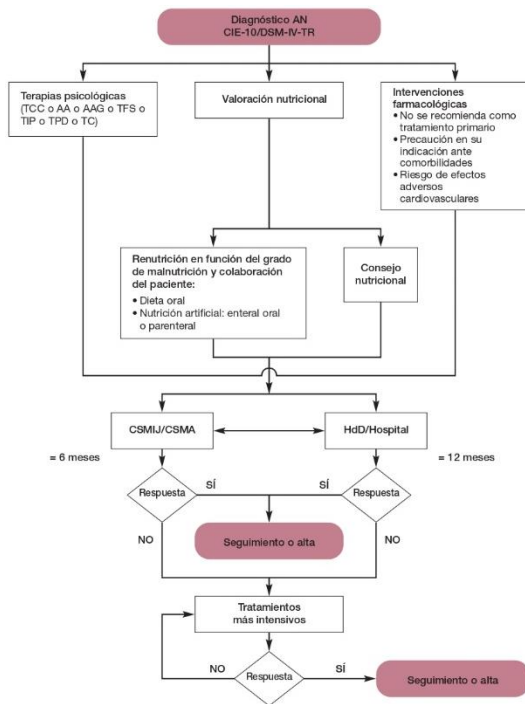 Diagnóstico AN
CIE-10/DSM-IV-TR
Terapias psicológicas
(TCC o AA o AAG o TFS o
TIP o TPD o TC)
Valoración nutricional
Intervenciones
farmacológicas
• No se recomienda como
tratamiento primario
• Precaución en su
indicación ante
comorbilidades
• Riesgo de efectos
adversos
cardiovasculares
Renutrición en función del grado
de malnutrición y colaboración
del paciente:
• Dieta oral
• Nutrición artificial: enteral oral
o parenteral
Consejo
nutricional
CSMIJ/CSMA
HdD/Hospital
= 6 meses
= 12 meses
Respuesta
SÍ
SÍ
Respuesta
NO
Seguimiento o alta
NO
Tratamientos
más intensivos
NO
Respuesta
SÍ
Seguimiento o alta